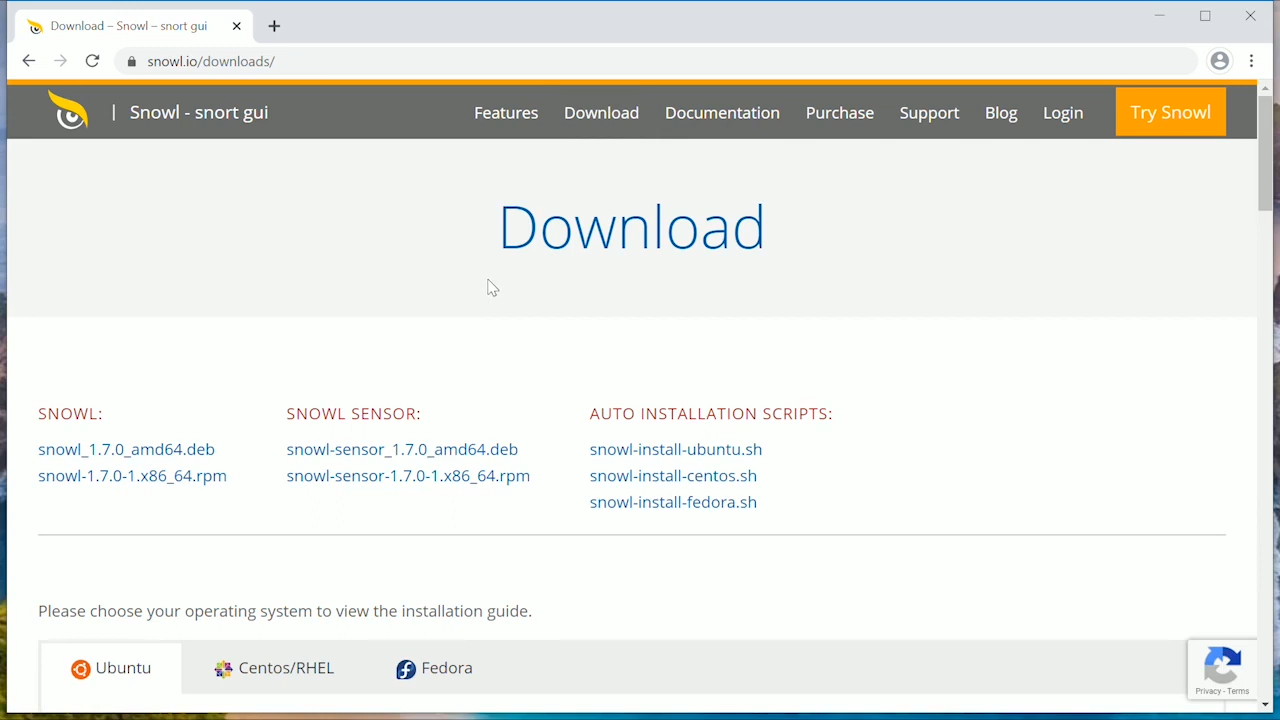 Download – Snowl – snort gui
snowl.io/downloads/
| Snowl - snort gui
Features
Download
Documentation
Purchase
Support
Blog
Login
Try Snowl
Download
SNOWL:
snowl_1.7.0_amd64.deb
snowl-1.7.0-1.x86_64.rpm
SNOWL SENSOR:
snowl-sensor_1.7.0_amd64.deb
snowl-sensor-1.7.0-1.x86_64.rpm
AUTO INSTALLATION SCRIPTS:
snowl-install-ubuntu.sh
snowl-install-centos.sh
snowl-install-fedora.sh
Please choose your operating system to view the installation guide.
Ubuntu
Centos/RHEL
Fedora
Privacy - Terms